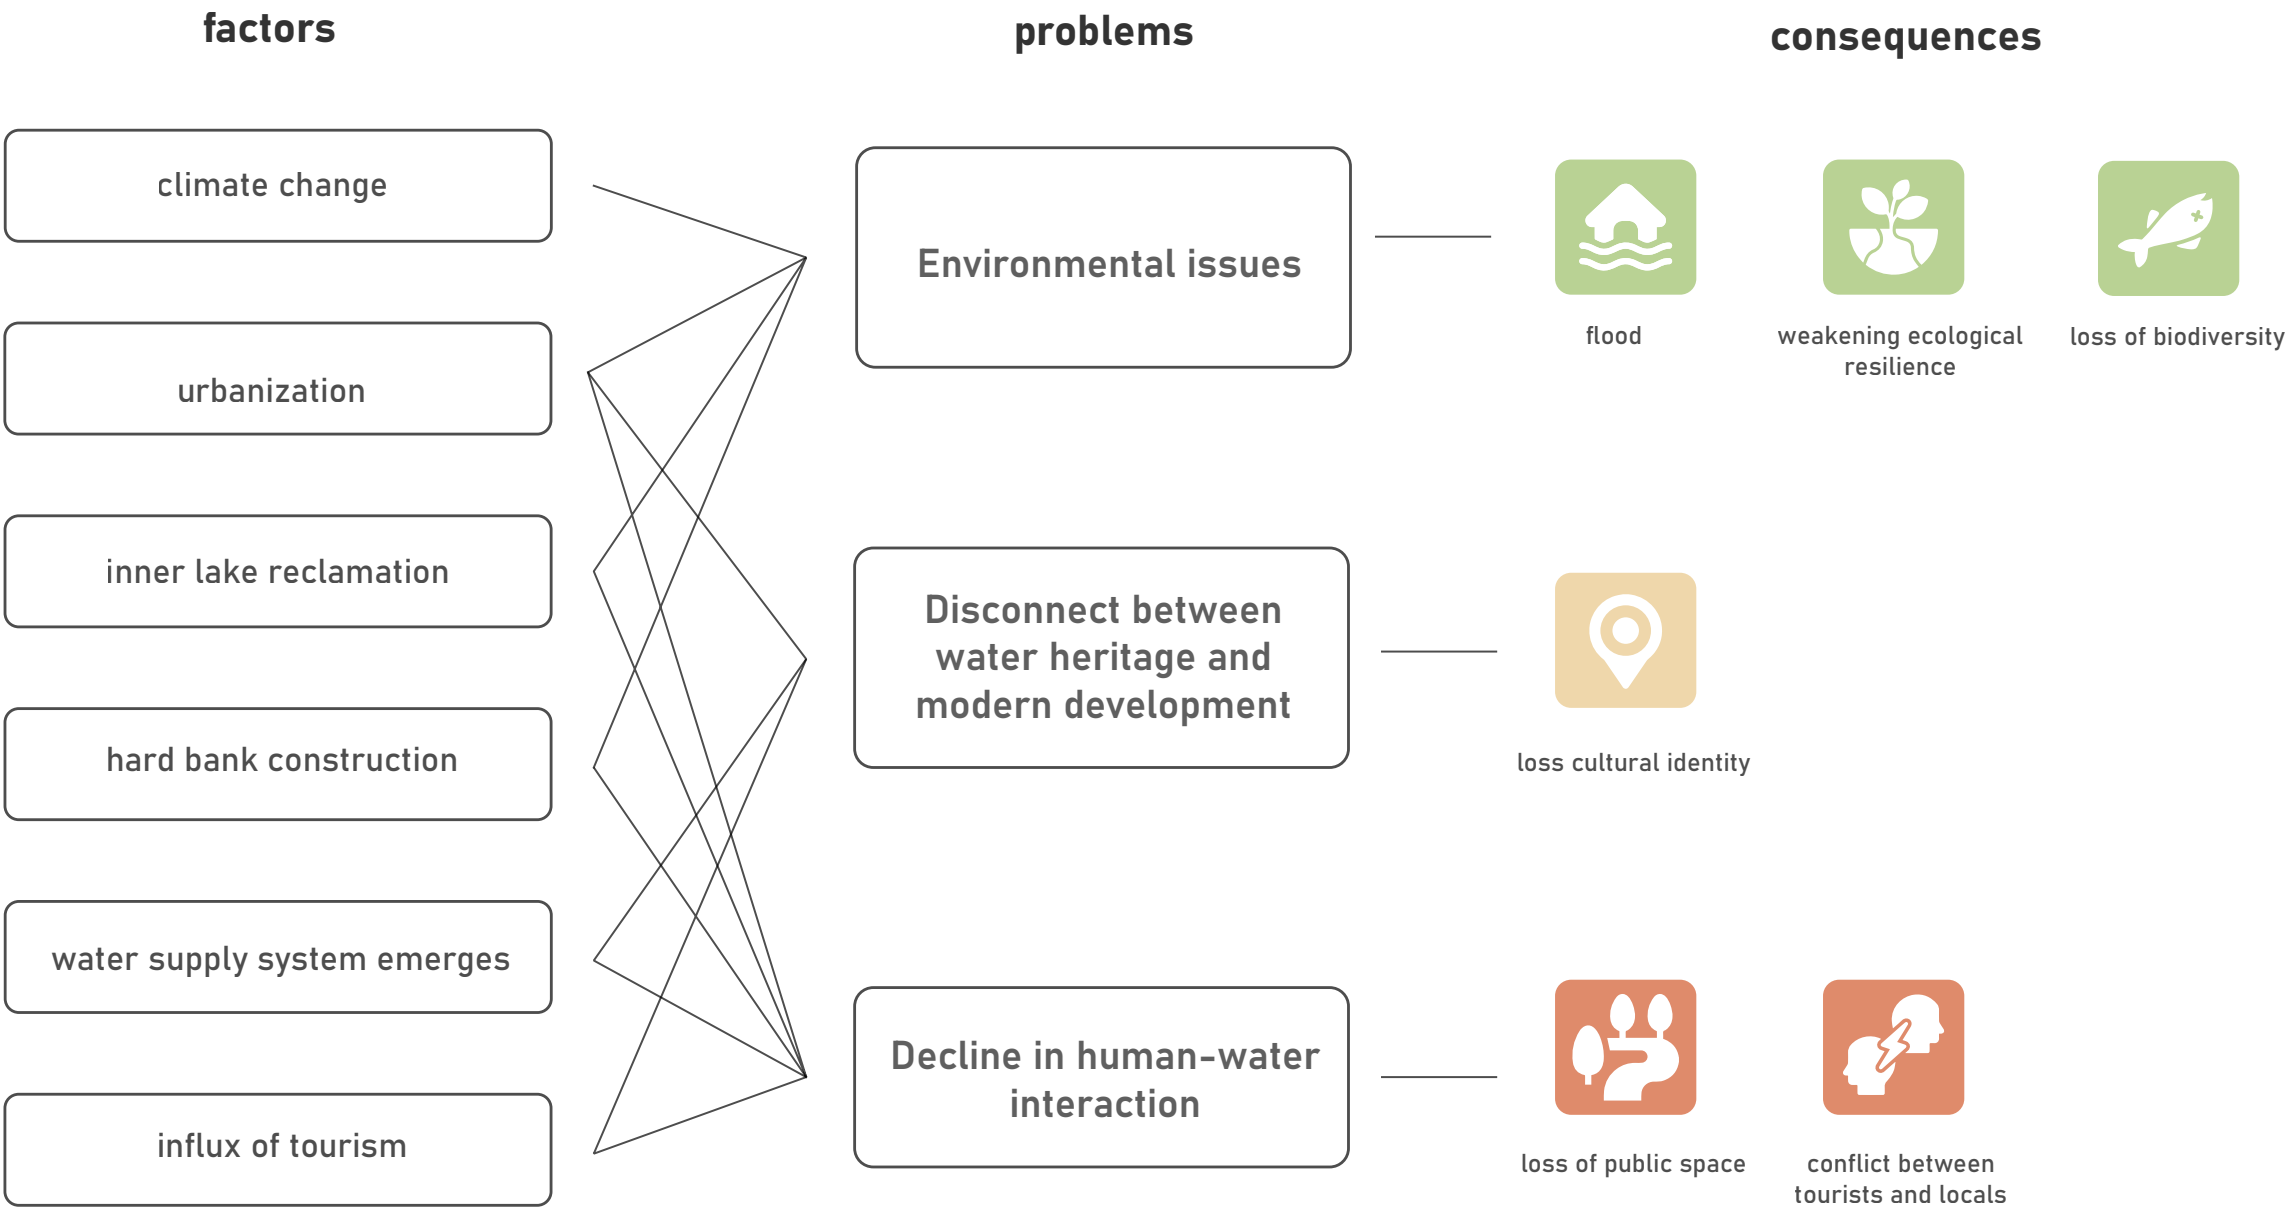 factors
problems
consequences
climate change
urbanization
inner lake reclamation
hard bank construction
water supply system emerges
influx of tourism
Environmental issues
Disconnect between
water heritage and
modern development
Decline in human-water
interaction
flood
weakening ecological
resilience
loss of biodiversity
loss cultural identity
loss of public space
conflict between
tourists and locals